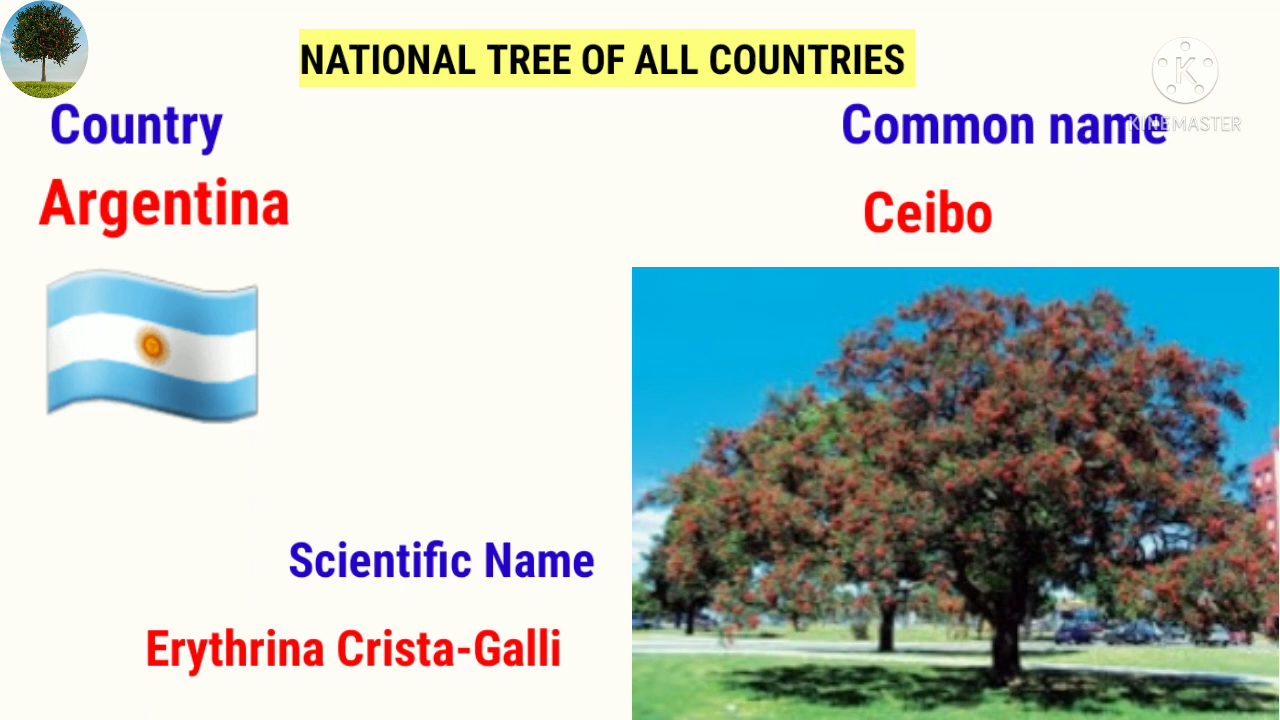 NATIONAL TREE OF ALL COUNTRIES
K
KINEMASTER
Country
Common name
Argentina
Ceibo
Scientific Name
Erythrina Crista-Galli